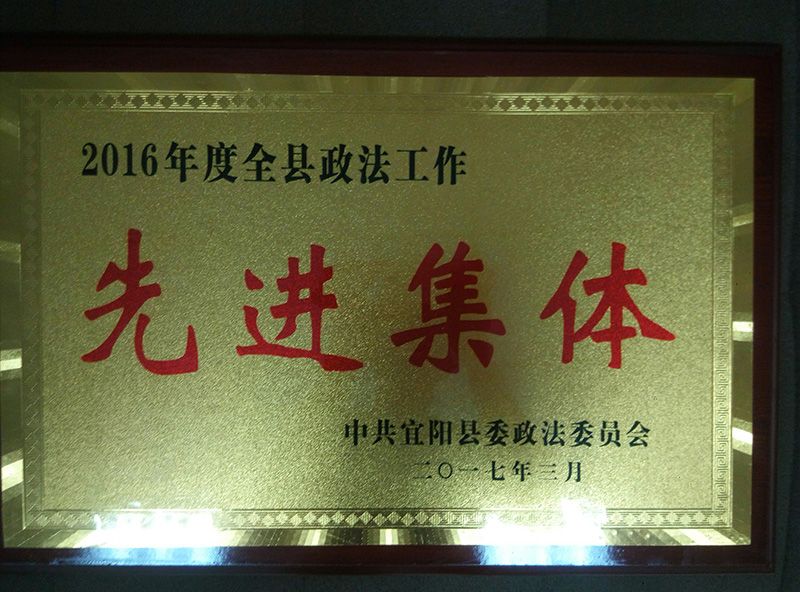 2016年度全县政法工作
先进集体
中共宜阳县委政法委员会
二〇一七年三月